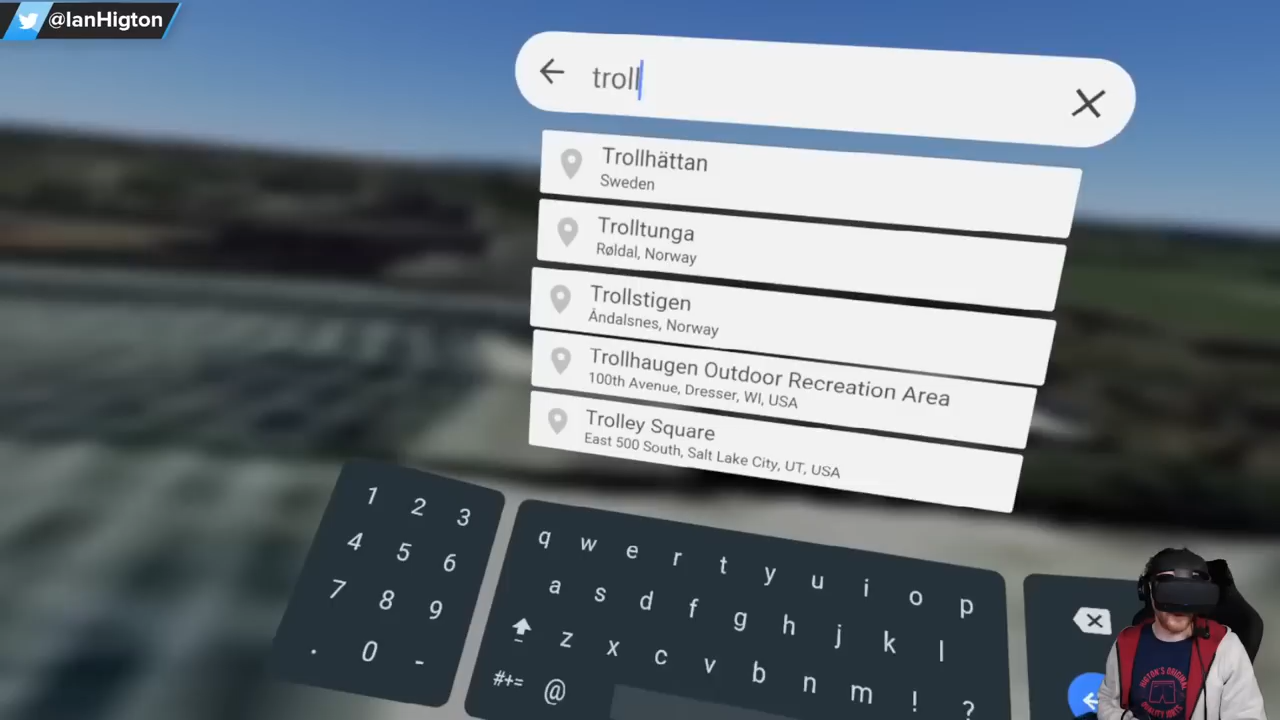 @IanHigton
troll
Trollhättan
Sweden
Trolltunga
Røldal, Norway
Trollstigen
Åndalsnes, Norway
Trollhaugen Outdoor Recreation Area
100th Avenue, Dresser, WI, USA
Trolley Square
East 500 South, Salt Lake City, UT, USA
1 2 3
4 5 6
7 8 9
. 0 -
q w e r t y u i o p
a s d f g h j k l
z x c v b n m ! ?
#+= @